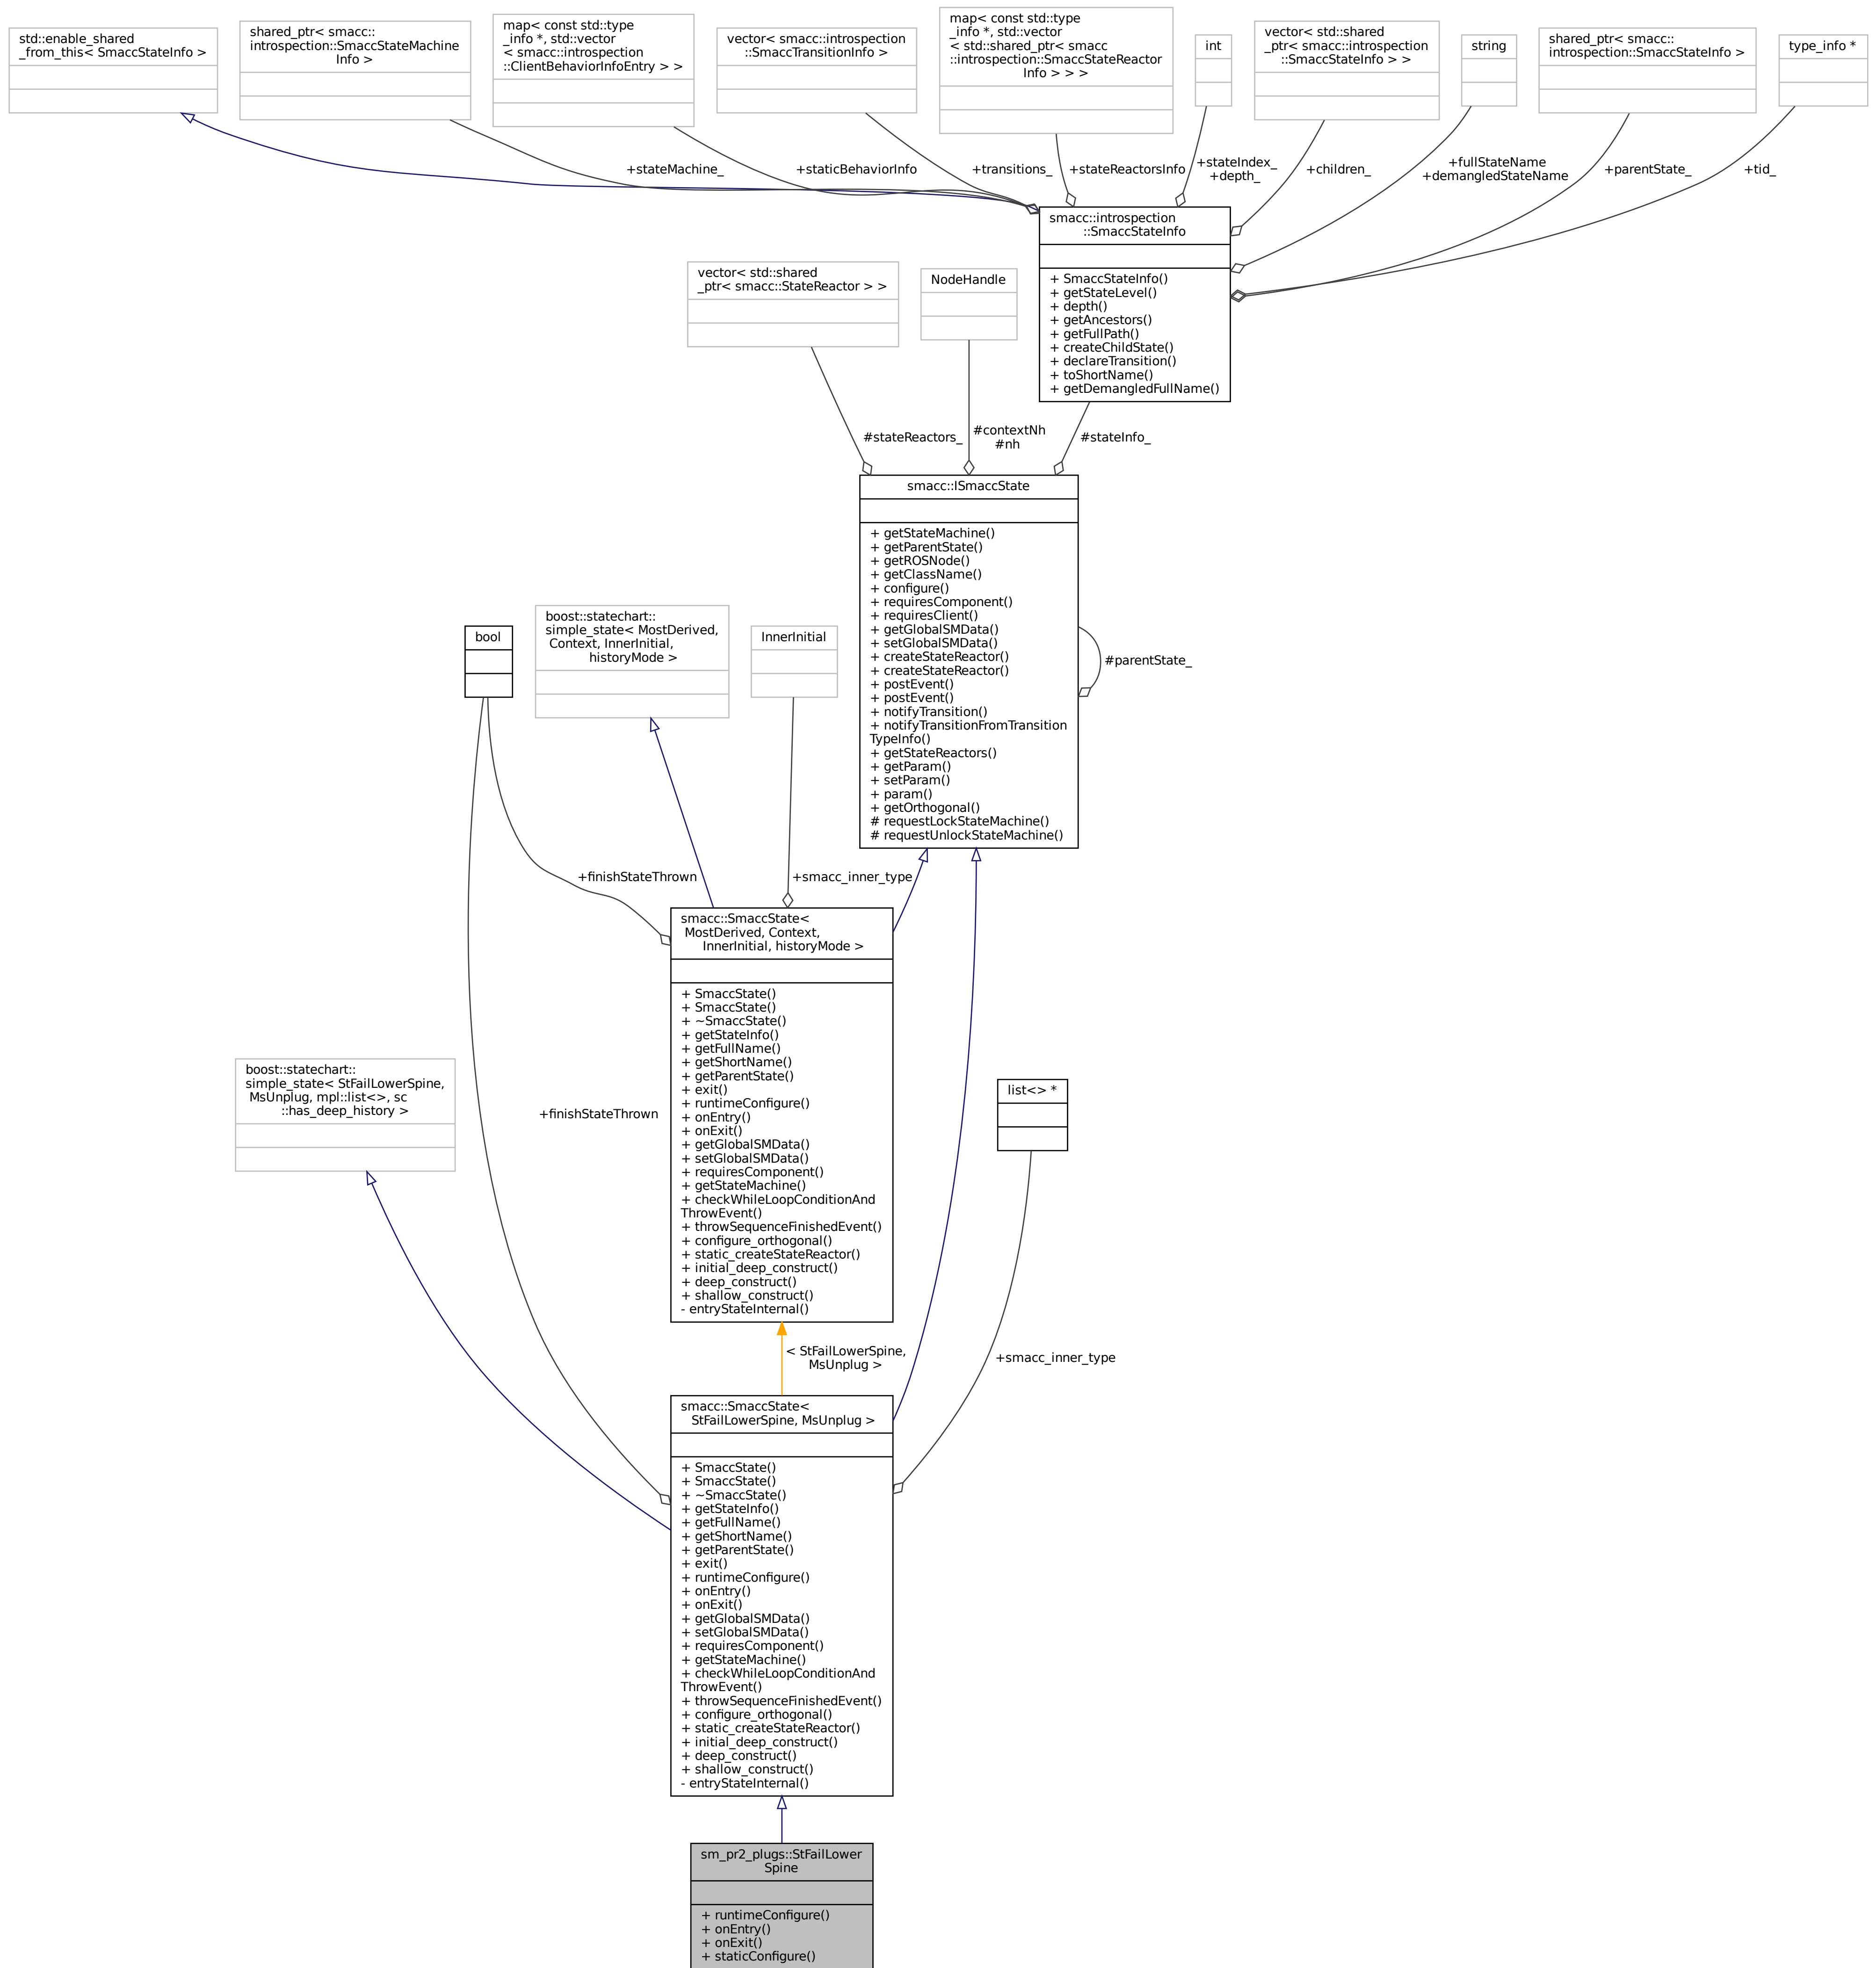 std::enable_shared
_from_this< SmaccStateInfo >
shared_ptr< smacc::
introspection::SmaccStateMachine
Info >
map< const std::type
_info *, std::vector
< smacc::introspection
::ClientBehaviorInfoEntry > >
vector< smacc::introspection
::SmaccTransitionInfo >
map< const std::type
_info *, std::vector
< std::shared_ptr< smacc
::introspection::SmaccStateReactor
Info > > >
int
vector< std::shared
_ptr< smacc::introspection
::SmaccStateInfo > >
string
shared_ptr< smacc::
introspection::SmaccStateInfo >
type_info *
+stateMachine_
+staticBehaviorInfo
+transitions_
+stateReactorsInfo
+stateIndex_
+depth_
+children_
+fullStateName
+demangledStateName
+parentState_
+tid_
smacc::introspection
::SmaccStateInfo
+ SmaccStateInfo()
+ getStateLevel()
+ depth()
+ getAncestors()
+ getFullPath()
+ createChildState()
+ declareTransition()
+ toShortName()
+ getDemangledFullName()
vector< std::shared
_ptr< smacc::StateReactor > >
NodeHandle
#stateReactors_
#contextNh
#nh
#stateInfo_
smacc::ISmaccState
+ getStateMachine()
+ getParentState()
+ getROSNode()
+ getClassName()
+ configure()
+ requiresComponent()
+ requiresClient()
+ getGlobalSMData()
+ setGlobalSMData()
+ createStateReactor()
+ createStateReactor()
+ postEvent()
+ postEvent()
+ notifyTransition()
+ notifyTransitionFromTransition
TypeInfo()
+ getStateReactors()
+ getParam()
+ setParam()
+ param()
+ getOrthogonal()
# requestLockStateMachine()
# requestUnlockStateMachine()
#parentState_
bool
boost::statechart::
simple_state< MostDerived,
Context, InnerInitial,
historyMode >
InnerInitial
+finishStateThrown
+smacc_inner_type
smacc::SmaccState<
MostDerived, Context,
InnerInitial, historyMode >
+ SmaccState()
+ SmaccState()
+ ~SmaccState()
+ getStateInfo()
+ getFullName()
+ getShortName()
+ getParentState()
+ exit()
+ runtimeConfigure()
+ onEntry()
+ onExit()
+ getGlobalSMData()
+ setGlobalSMData()
+ requiresComponent()
+ getStateMachine()
+ checkWhileLoopConditionAnd
ThrowEvent()
+ throwSequenceFinishedEvent()
+ configure_orthogonal()
+ static_createStateReactor()
+ initial_deep_construct()
+ deep_construct()
+ shallow_construct()
- entryStateInternal()
boost::statechart::
simple_state< StFailLowerSpine,
MsUnplug, mpl::list<>, sc
::has_deep_history >
+finishStateThrown
list<> *
< StFailLowerSpine,
MsUnplug >
+smacc_inner_type
smacc::SmaccState<
StFailLowerSpine, MsUnplug >
+ SmaccState()
+ SmaccState()
+ ~SmaccState()
+ getStateInfo()
+ getFullName()
+ getShortName()
+ getParentState()
+ exit()
+ runtimeConfigure()
+ onEntry()
+ onExit()
+ getGlobalSMData()
+ setGlobalSMData()
+ requiresComponent()
+ getStateMachine()
+ checkWhileLoopConditionAnd
ThrowEvent()
+ throwSequenceFinishedEvent()
+ configure_orthogonal()
+ static_createStateReactor()
+ initial_deep_construct()
+ deep_construct()
+ shallow_construct()
- entryStateInternal()
sm_pr2_plugs::StFailLower
Spine
+ runtimeConfigure()
+ onEntry()
+ onExit()
+ staticConfigure()